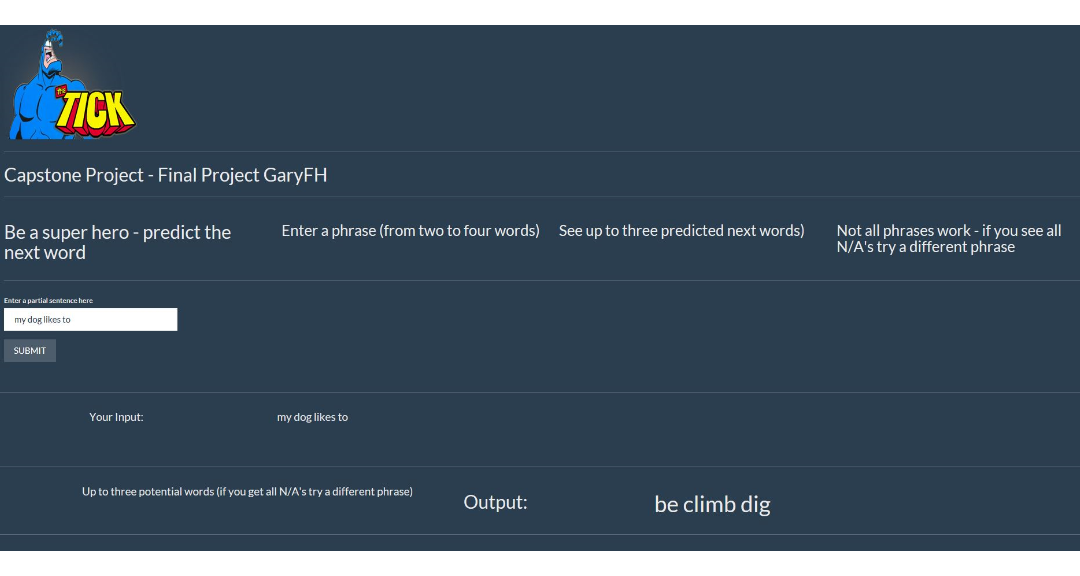 THE
TICK
Capstone Project - Final Project GaryFH
Be a super hero - predict the
next word
Enter a phrase (from two to four words)
See up to three predicted next words)
Not all phrases work - if you see all
N/A's try a different phrase
Enter a partial sentence here
my dog likes to
SUBMIT
Your Input:
my dog likes to
Up to three potential words (if you get all N/A's try a different phrase)
Output:
be climb dig